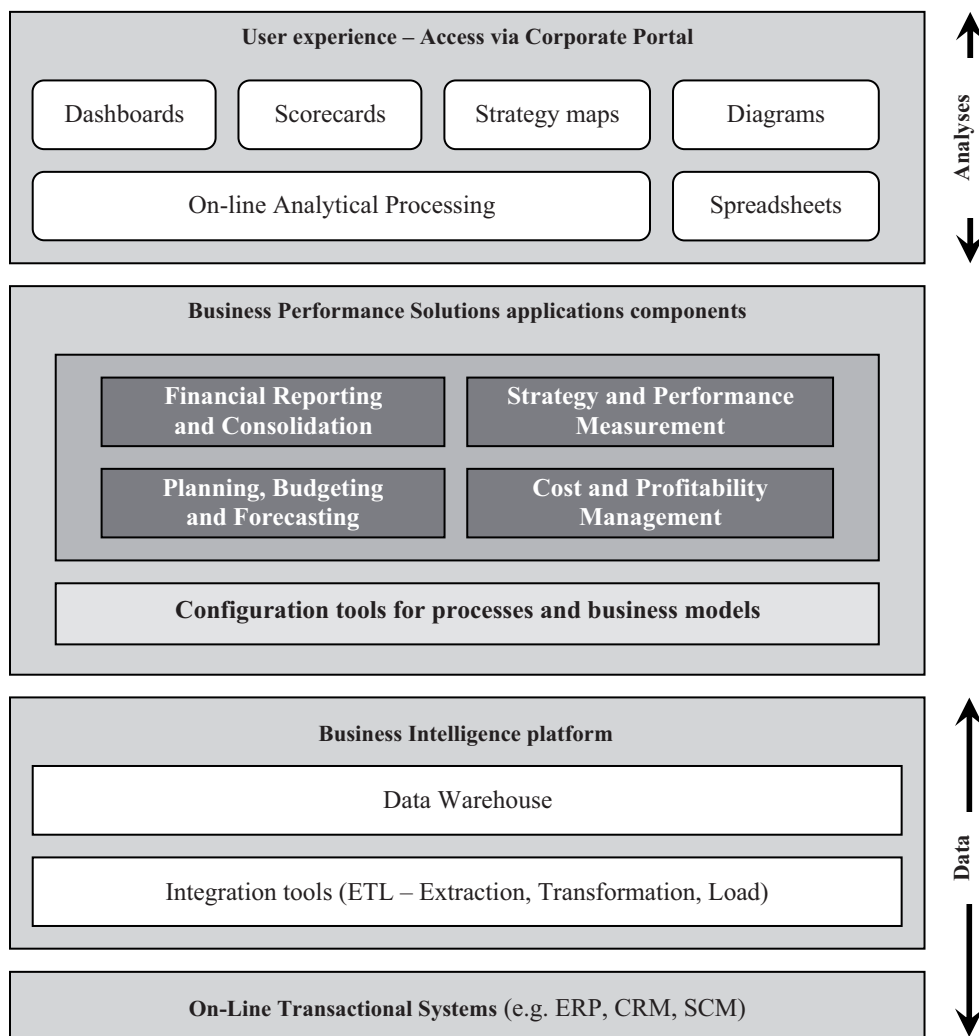 User experience – Access via Corporate Portal
Dashboards
Scorecards
Strategy maps
Diagrams
On-line Analytical Processing
Spreadsheets
Analyses
Business Performance Solutions applications components
Financial Reporting
and Consolidation
Strategy and Performance
Measurement
Planning, Budgeting
and Forecasting
Cost and Profitability
Management
Configuration tools for processes and business models
Business Intelligence platform
Data Warehouse
Integration tools (ETL – Extraction, Transformation, Load)
Data
On-Line Transactional Systems (e.g. ERP, CRM, SCM)